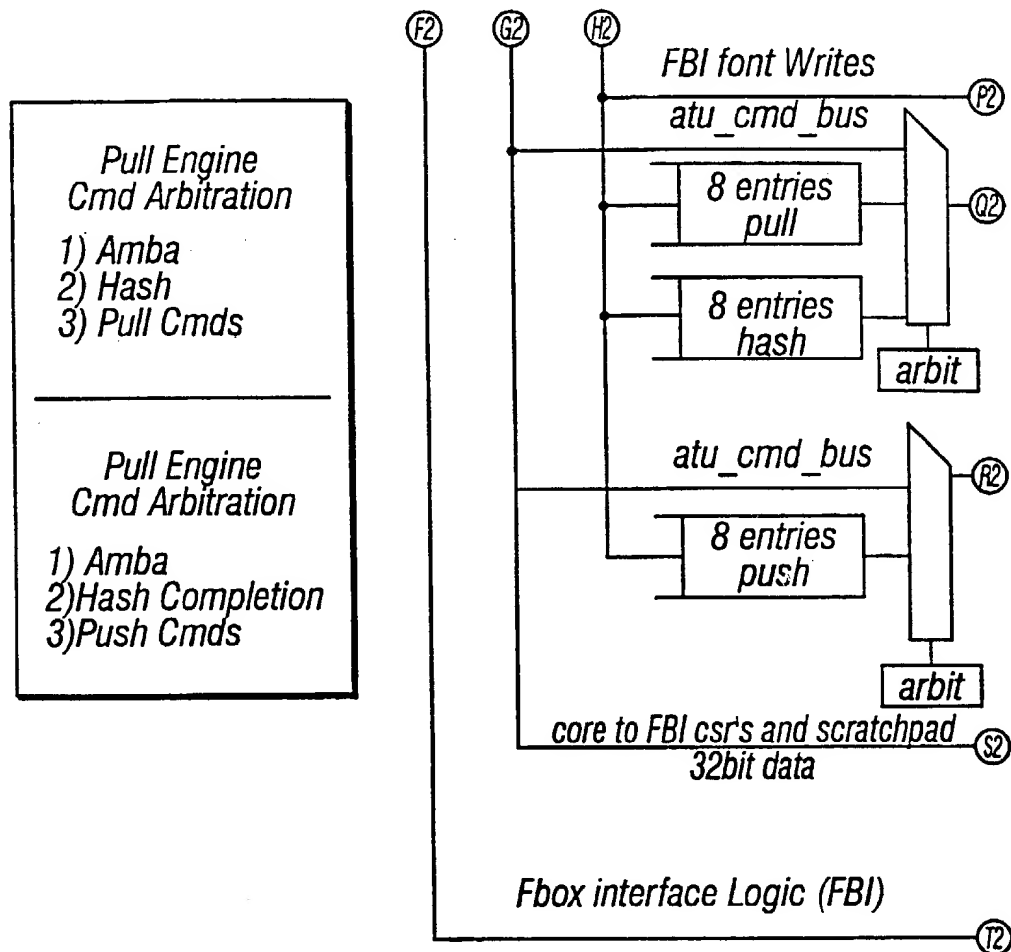 F2 G2 H2
FBI font Writes
P2
atu_cmd_bus
8 entries
pull
Q2
8 entries
hash
arbit
atu_cmd_bus
R2
8 entries
push
arbit
core to FBI csr's and scratchpad
32bit data
S2
Fbox interface Logic (FBI)
T2
Pull Engine
Cmd Arbitration
1) Amba
2) Hash
3) Pull Cmds
Pull Engine
Cmd Arbitration
1) Amba
2)Hash Completion
3)Push Cmds